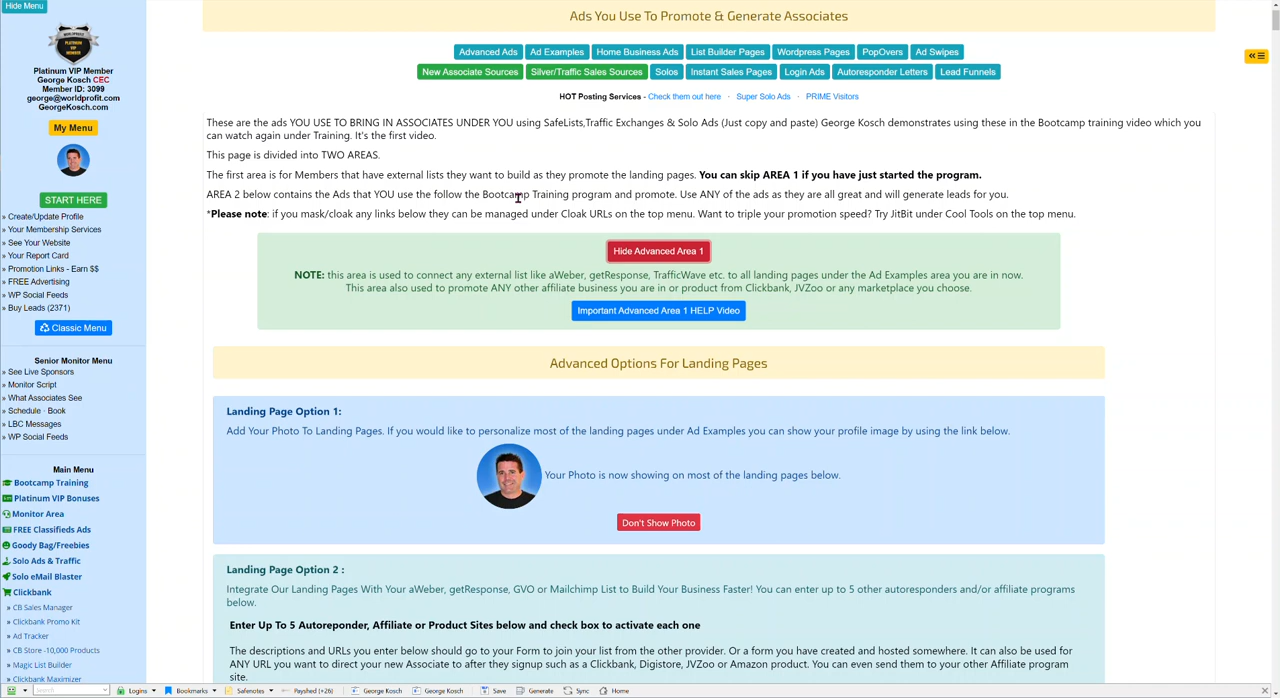 Hide Menu
WORLDPROFIT
PLATINUM
VIP
MEMBER
Platinum VIP Member
George Kosch CEC
Member ID: 3099
george@worldprofit.com
GeorgeKosch.com
My Menu
START HERE
» Create/Update Profile
» Your Membership Services
» See Your Website
» Your Report Card
» Promotion Links - Earn $$
» FREE Advertising
» WP Social Feeds
» Buy Leads (2371)
Classic Menu
Senior Monitor Menu
» See Live Sponsors
» Monitor Script
» What Associates See
» Schedule · Book
» LBC Messages
» WP Social Feeds
Main Menu
Bootcamp Training
Platinum VIP Bonuses
Monitor Area
FREE Classifieds Ads
Goody Bag/Freebies
Solo Ads & Traffic
Solo eMail Blaster
Clickbank
» CB Sales Manager
» Clickbank Promo Kit
» Ad Tracker
» CB Store -10,000 Products
» Magic List Builder
» Clickbank Maximizer
Ads You Use To Promote & Generate Associates
Advanced Ads Ad Examples Home Business Ads List Builder Pages Wordpress Pages PopOvers Ad Swipes
New Associate Sources Silver/Traffic Sales Sources Solos Instant Sales Pages Login Ads Autoresponder Letters Lead Funnels
HOT Posting Services - Check them out here · Super Solo Ads · PRIME Visitors
These are the ads YOU USE TO BRING IN ASSOCIATES UNDER YOU using SafeLists,Traffic Exchanges & Solo Ads (Just copy and paste) George Kosch demonstrates using these in the Bootcamp training video which you
can watch again under Training. It's the first video.
This page is divided into TWO AREAS.
The first area is for Members that have external lists they want to build as they promote the landing pages. You can skip AREA 1 if you have just started the program.
AREA 2 below contains the Ads that YOU use the follow the Bootcamp Training program and promote. Use ANY of the ads as they are all great and will generate leads for you.
*Please note: if you mask/cloak any links below they can be managed under Cloak URLs on the top menu. Want to triple your promotion speed? Try JitBit under Cool Tools on the top menu.
Hide Advanced Area 1
NOTE: this area is used to connect any external list like aWeber, getResponse, TrafficWave etc. to all landing pages under the Ad Examples area you are in now.
This area also used to promote ANY other affiliate business you are in or product from Clickbank, JVZoo or any marketplace you choose.
Important Advanced Area 1 HELP Video
Advanced Options For Landing Pages
Landing Page Option 1:
Add Your Photo To Landing Pages. If you would like to personalize most of the landing pages under Ad Examples you can show your profile image by using the link below.
Your Photo is now showing on most of the landing pages below.
Don't Show Photo
Landing Page Option 2 :
Integrate Our Landing Pages With Your aWeber, getResponse, GVO or Mailchimp List to Build Your Business Faster! You can enter up to 5 other autoresponders and/or affiliate programs
below.
Enter Up To 5 Autoreponder, Affiliate or Product Sites below and check box to activate each one
The descriptions and URLs you enter below should go to your Form to join your list from the other provider. Or a form you have created and hosted somewhere. It can also be used for
ANY URL you want to direct your new Associate to after they signup such as a Clickbank, Digistore, JVZoo or Amazon product. You can even send them to your other Affiliate program
site.
Search Logins Bookmarks Safenotes Payshed (+26) George Kosch George Kosch Save Generate Sync Home